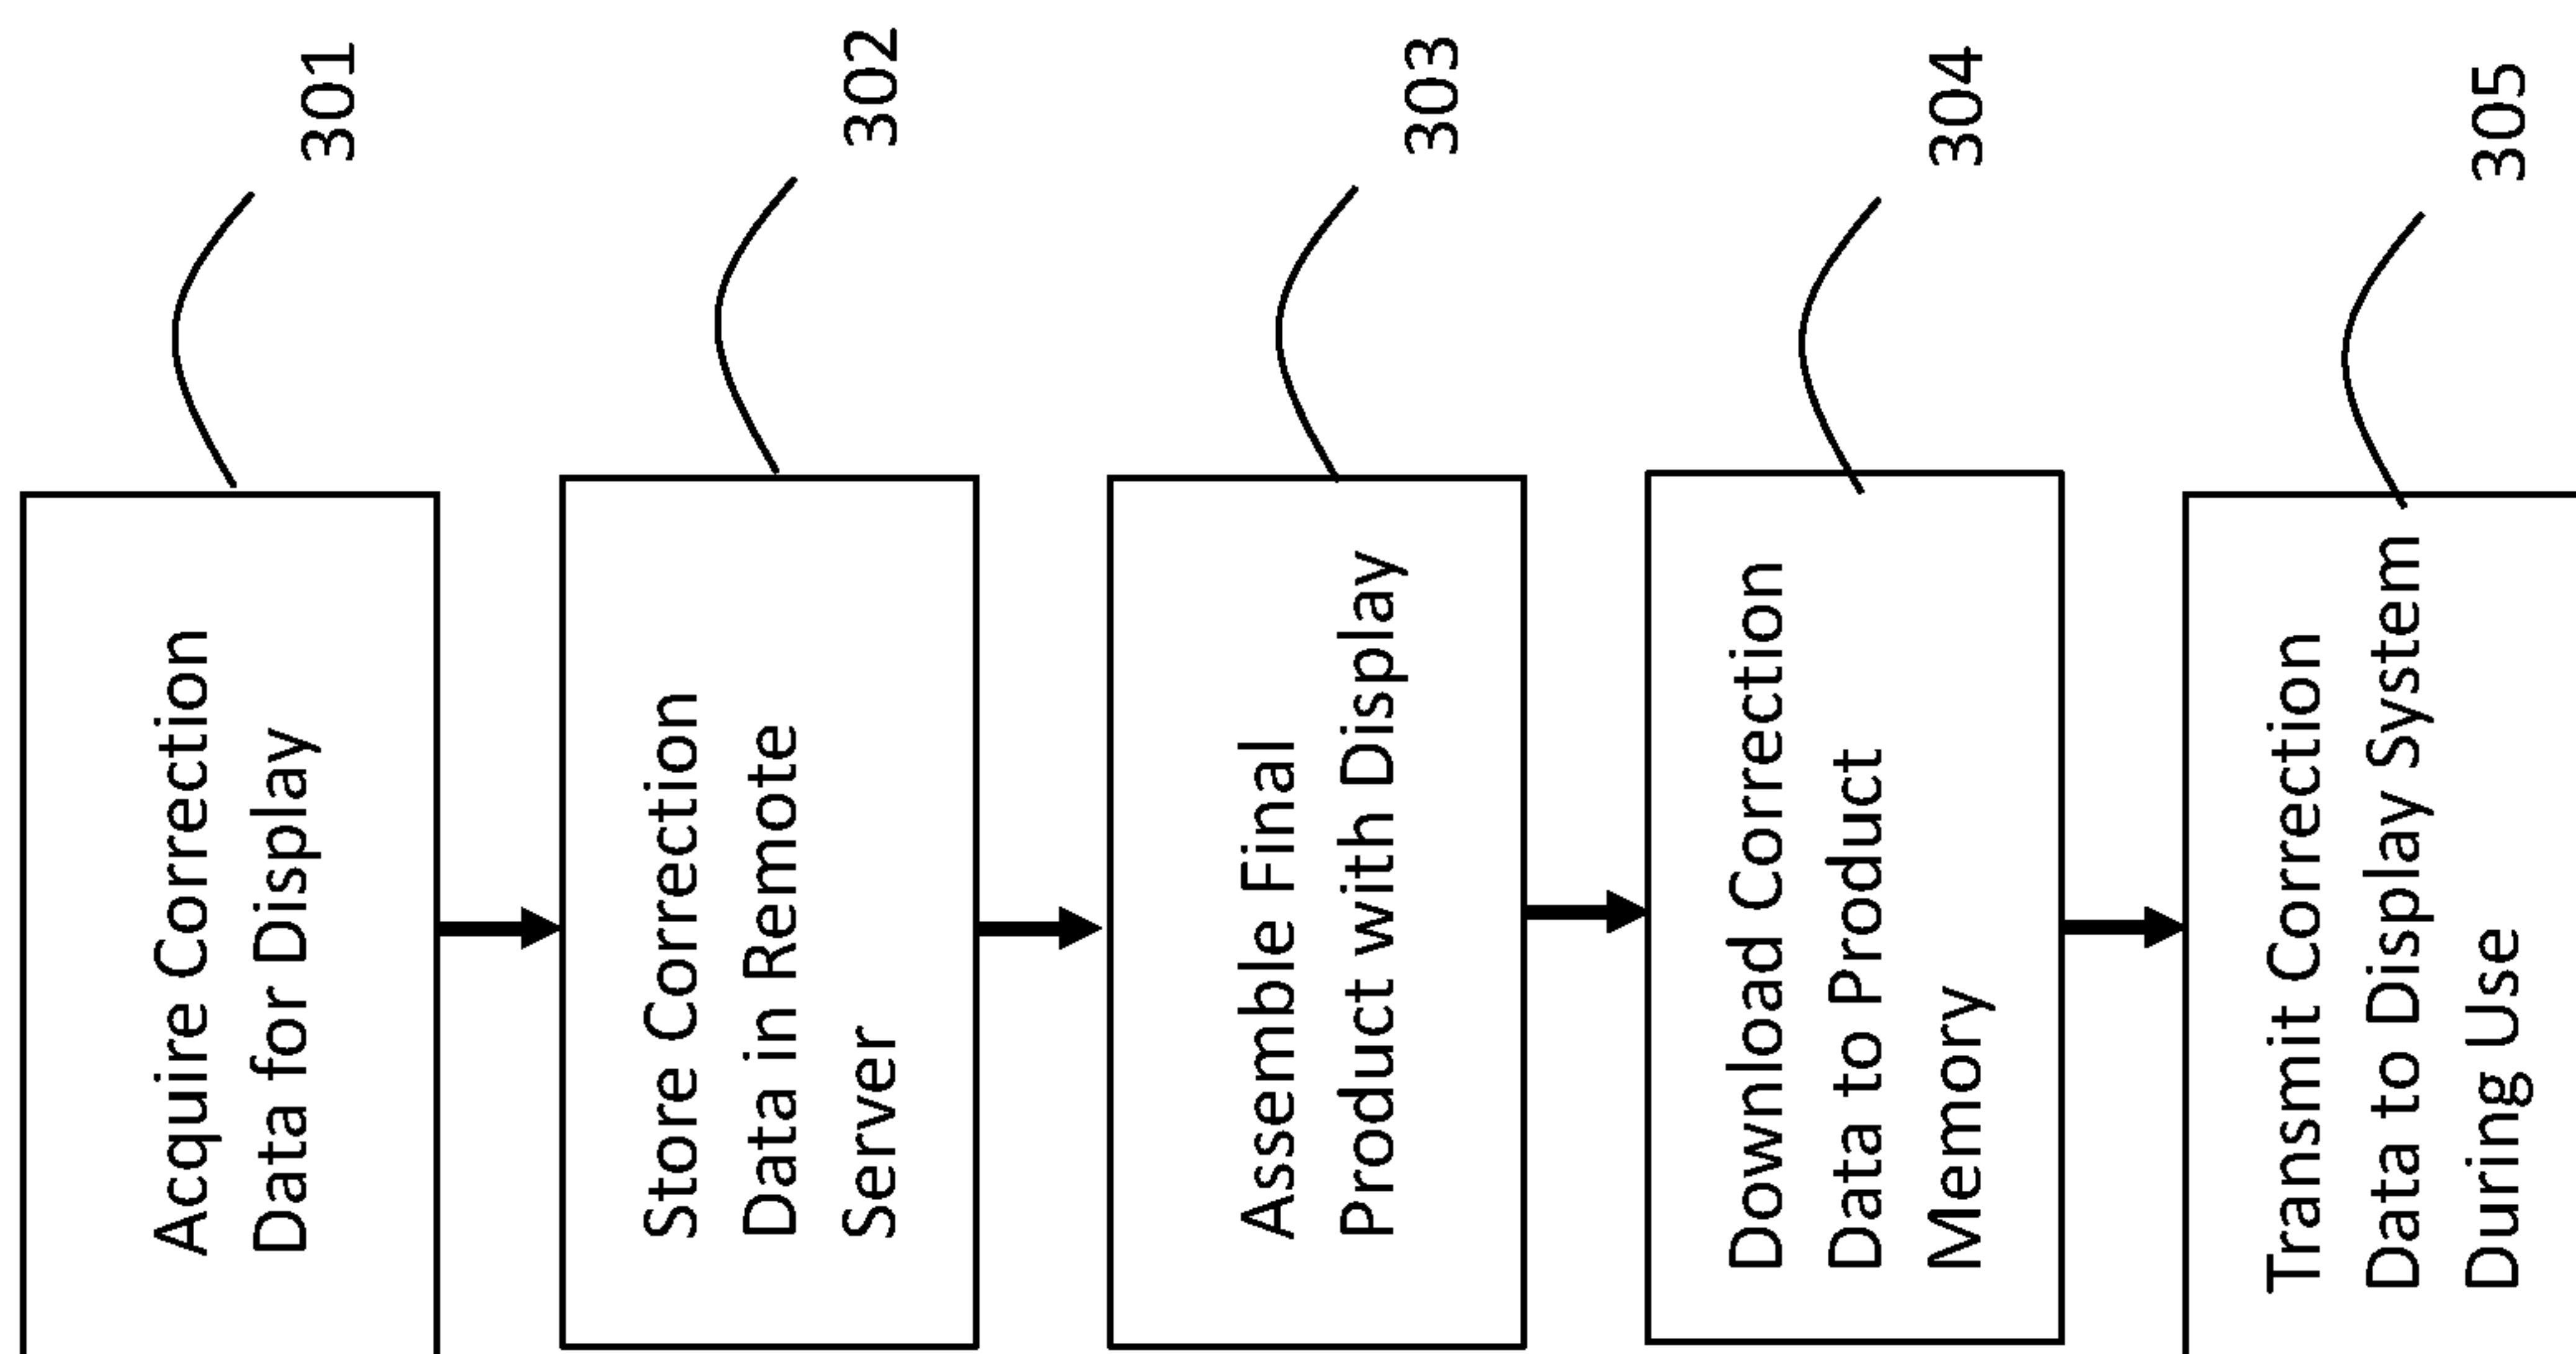 Acquire Correction
Data for Display
301
Store Correction
Data in Remote
Server
302
Assemble Final
Product with Display
303
Download Correction
Data to Product
Memory
304
Transmit Correction
Data to Display System
During Use
305